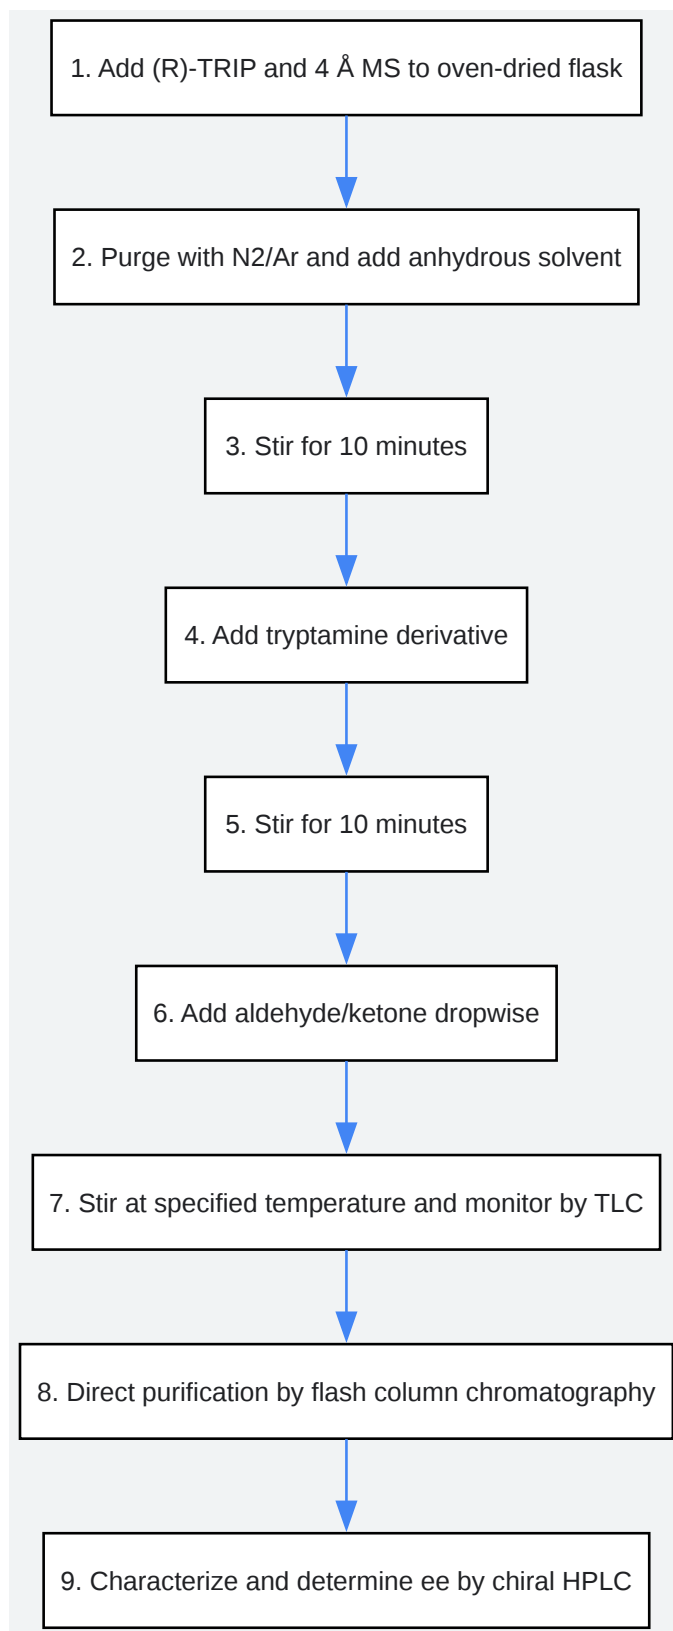 1. Add (R)-TRIP and 4 Å MS to oven-dried flask
2. Purge with N2/Ar and add anhydrous solvent
3. Stir for 10 minutes
4. Add tryptamine derivative
5. Stir for 10 minutes
6. Add aldehyde/ketone dropwise
7. Stir at specified temperature and monitor by TLC
8. Direct purification by flash column chromatography
9. Characterize and determine ee by chiral HPLC